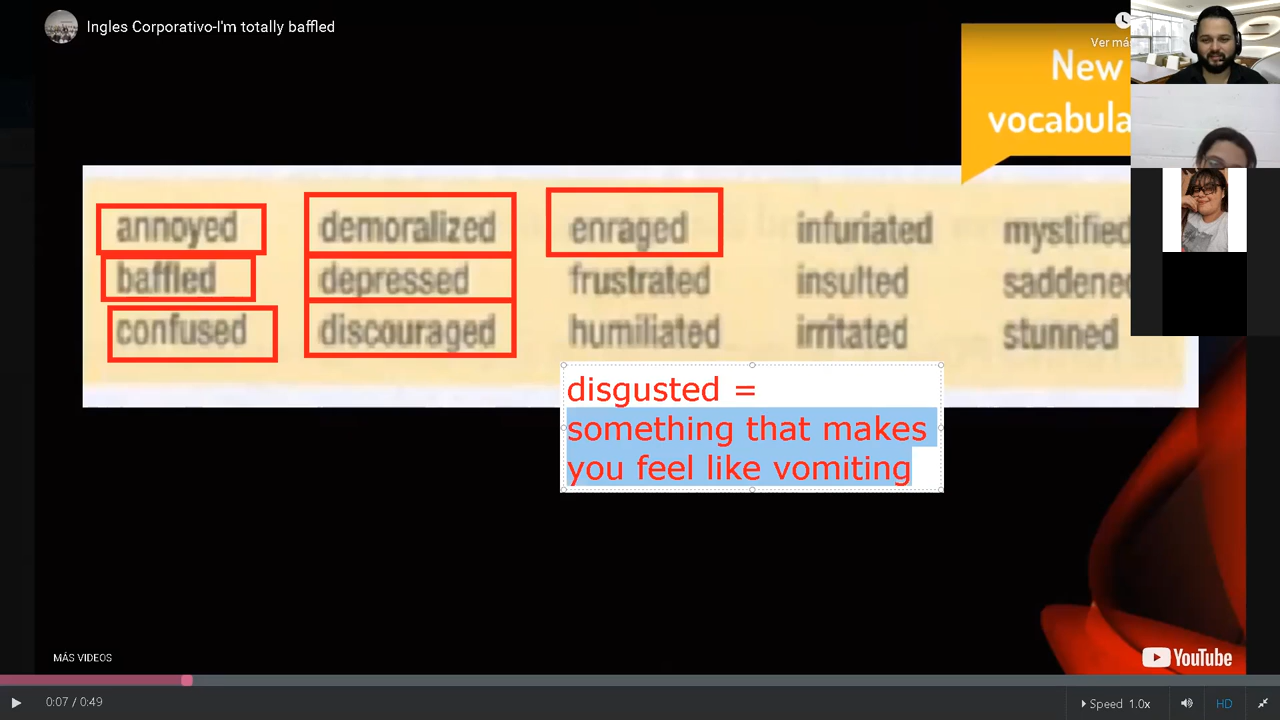 Ingles Corporativo-I'm totally baffled
Ver má
New
vocabula
annoyed demoralized enraged infuriated mystified
baffled depressed frustrated insulted saddened
confused discouraged humiliated irritated stunned
disgusted =
something that makes
you feel like vomiting
MÁS VIDEOS
YouTube
0:07 / 0:49
Speed 1.0x
HD